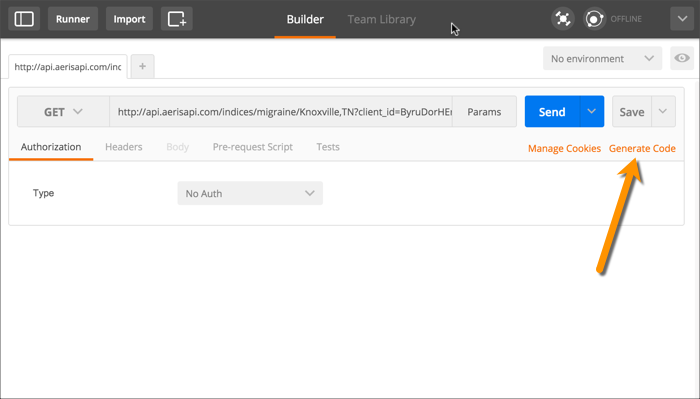 Runner Import Builder Team Library OFFLINE
http://api.aerisapi.com/inc + No environment
GET http://api.aerisapi.com/indices/migraine/Knoxville,TN?client_id=ByruDorHEr Params Send Save
Authorization Headers Body Pre-request Script Tests Manage Cookies Generate Code
Type No Auth